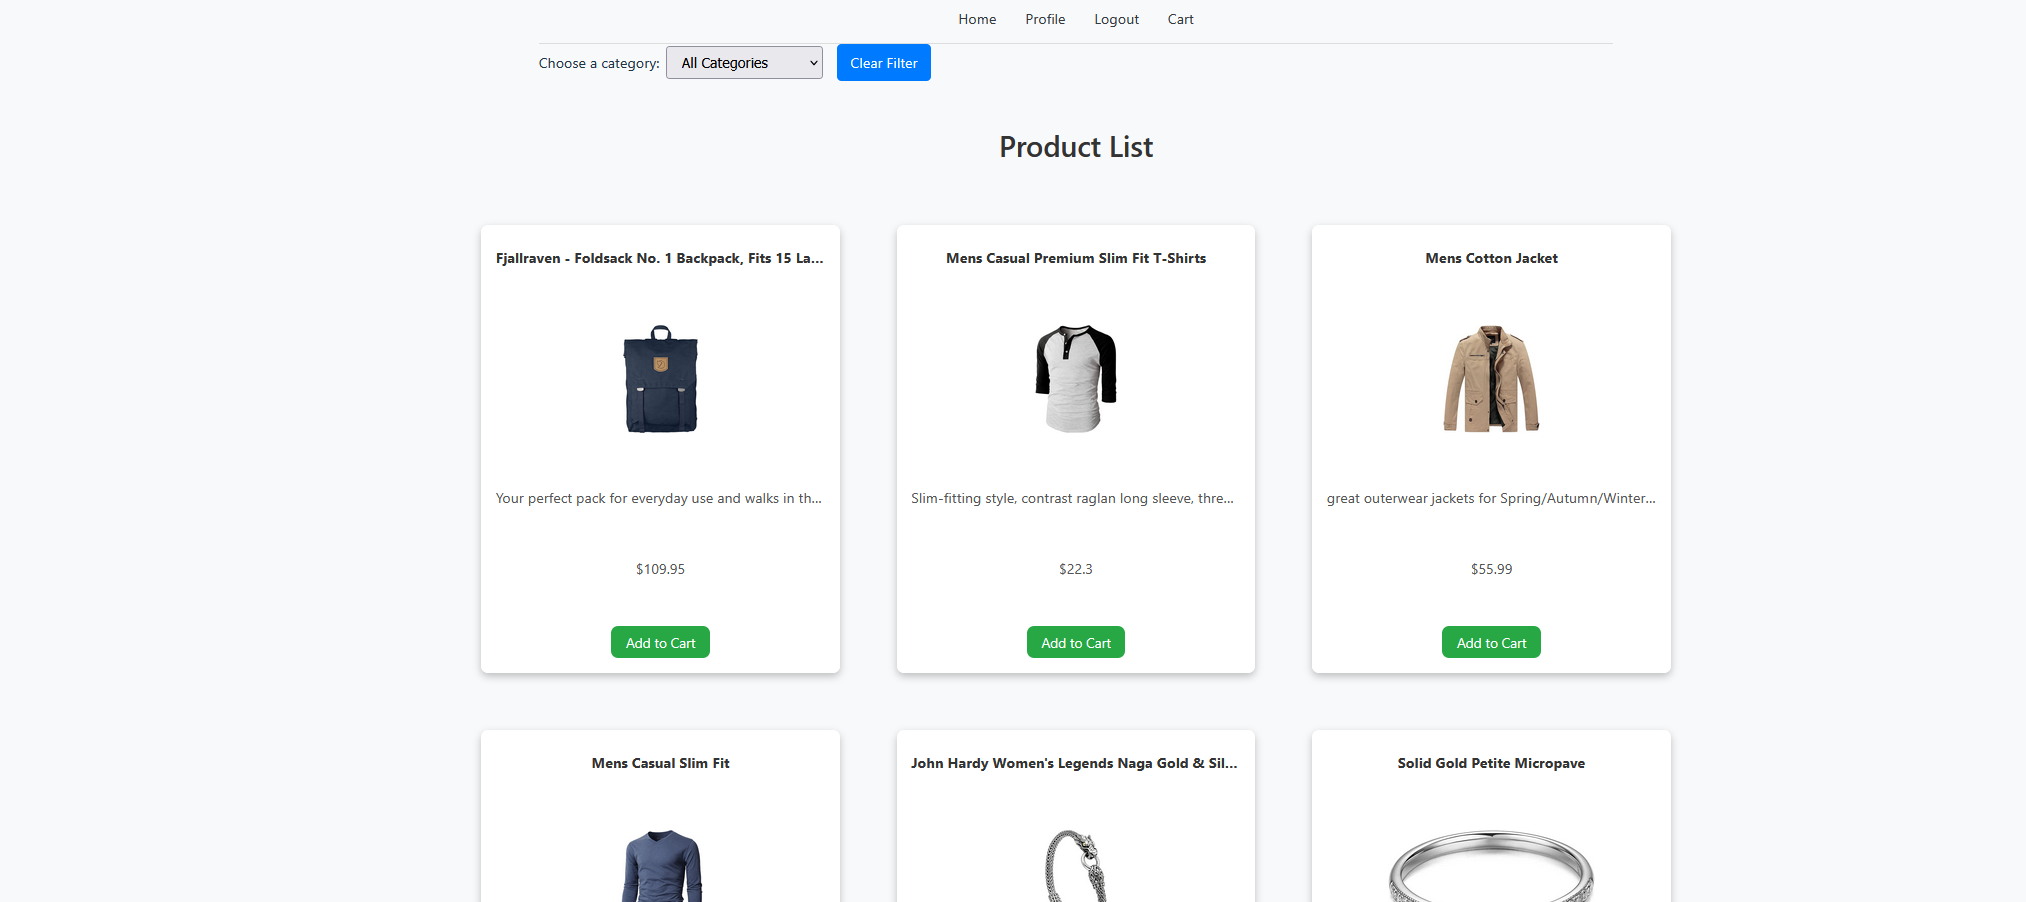 Home Profile Logout Cart
Choose a category: All Categories Clear Filter
Product List
Fjallraven - Foldsack No. 1 Backpack, Fits 15 La...
Your perfect pack for everyday use and walks in th...
$109.95
Add to Cart
Mens Casual Premium Slim Fit T-Shirts
Slim-fitting style, contrast raglan long sleeve, thre...
$22.3
Add to Cart
Mens Cotton Jacket
great outerwear jackets for Spring/Autumn/Winter...
$55.99
Add to Cart
Mens Casual Slim Fit
John Hardy Women's Legends Naga Gold & Sil...
Solid Gold Petite Micropave